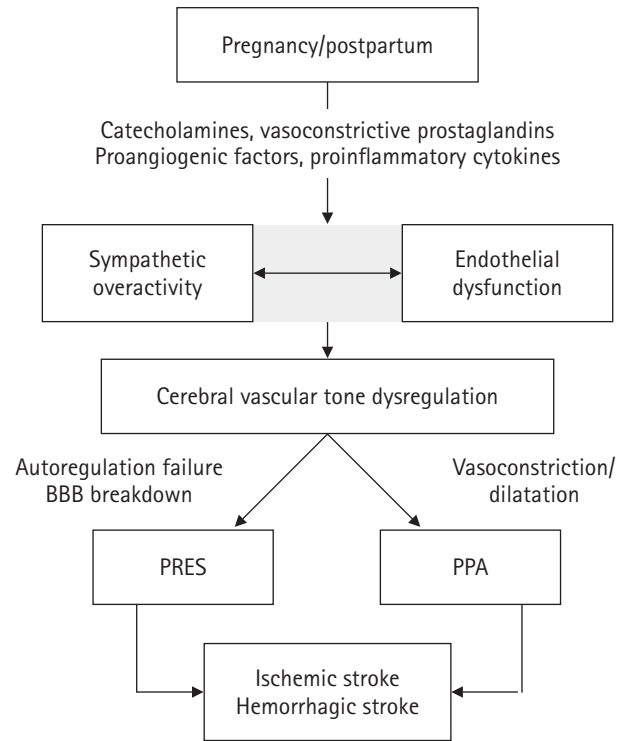 Pregnancy/postpartum
Catecholamines, vasoconstrictive prostaglandins
Proangiogenic factors, proinflammatory cytokines
Sympathetic
overactivity
Endothelial
dysfunction
Cerebral vascular tone dysregulation
Autoregulation failure
BBB breakdown
Vasoconstriction/
dilatation
PRES
PPA
Ischemic stroke
Hemorrhagic stroke